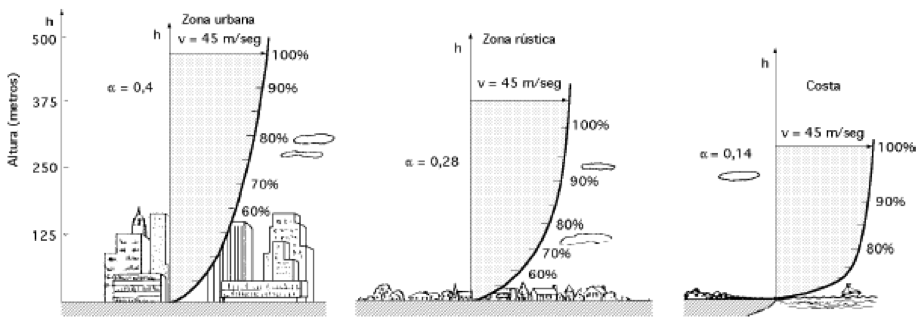 h
500
375
250
125
Altura (metros)
h
Zona urbana
v = 45 m/seg
α = 0,4
100%
90%
80%
70%
60%
h
Zona rústica
v = 45 m/seg
α = 0,28
100%
90%
80%
70%
60%
h
Costa
v = 45 m/seg
α = 0,14
100%
90%
80%